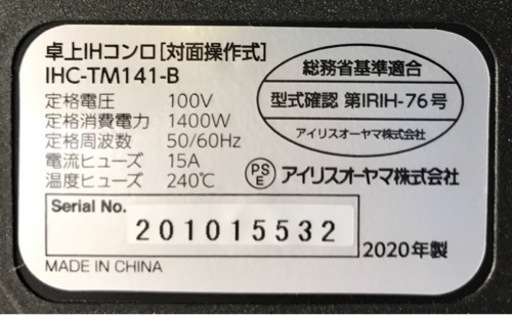 卓上IHコンロ[対面操作式]
IHC-TM141-B
定格電圧 100V
定格消費電力 1400W
定格周波数 50/60Hz
電流ヒューズ 15A
温度ヒューズ 240℃
総務省基準適合
型式確認 第IRIH-76号
アイリスオーヤマ株式会社
PS
E
アイリスオーヤマ株式会社
Serial No.
201015532
2020年製
MADE IN CHINA